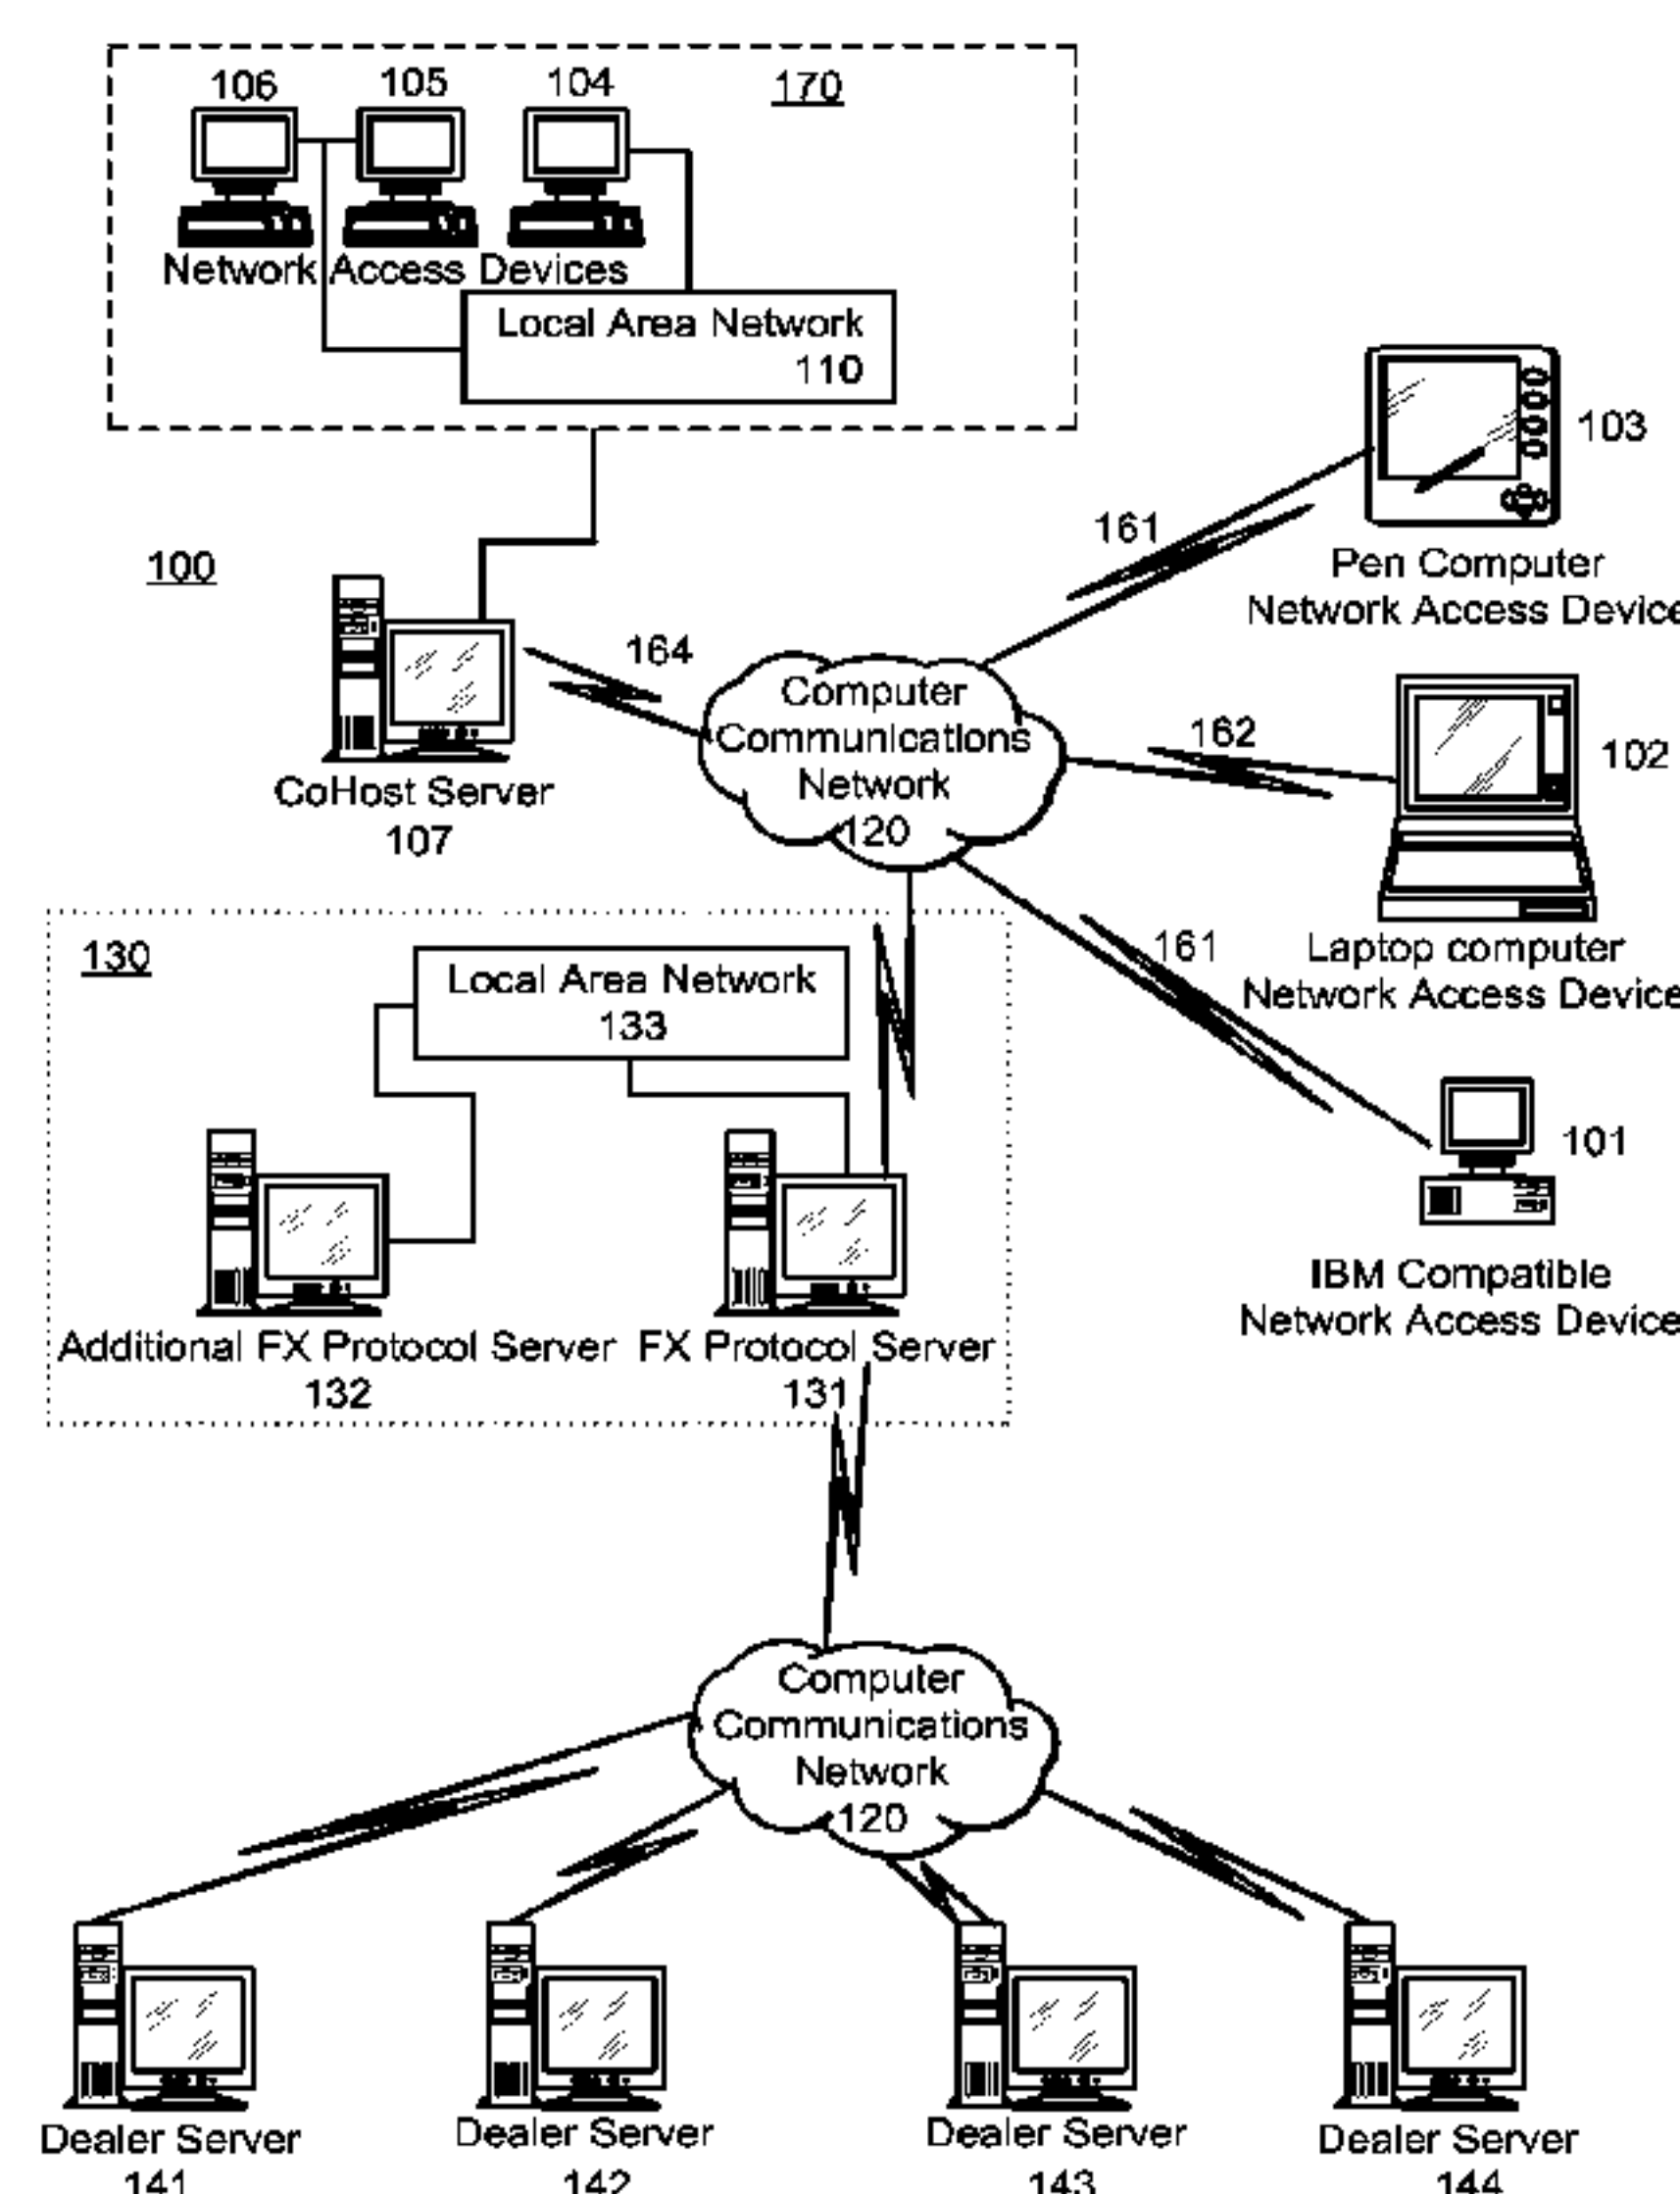 106
105
104
170
Network Access Devices
Local Area Network
110
103
Pen Computer
Network Access Device
161
100
164
Computer
Communications
Network
120
162
102
CoHost Server
107
Laptop computer
Network Access Device
161
130
Local Area Network
133
101
IBM Compatible
Network Access Device
Additional FX Protocol Server
132
FX Protocol Server
131
Computer
Communications
Network
120
Dealer Server
141
Dealer Server
142
Dealer Server
143
Dealer Server
144